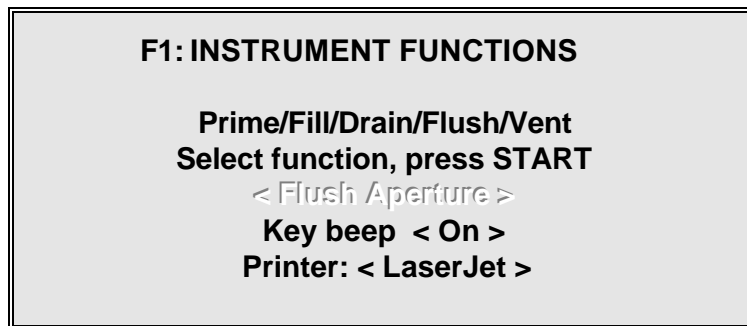 F1: INSTRUMENT FUNCTIONS
Prime/Fill/Drain/Flush/Vent
Select function, press START
< Flush Aperture >
Key beep < On >
Printer: < LaserJet >